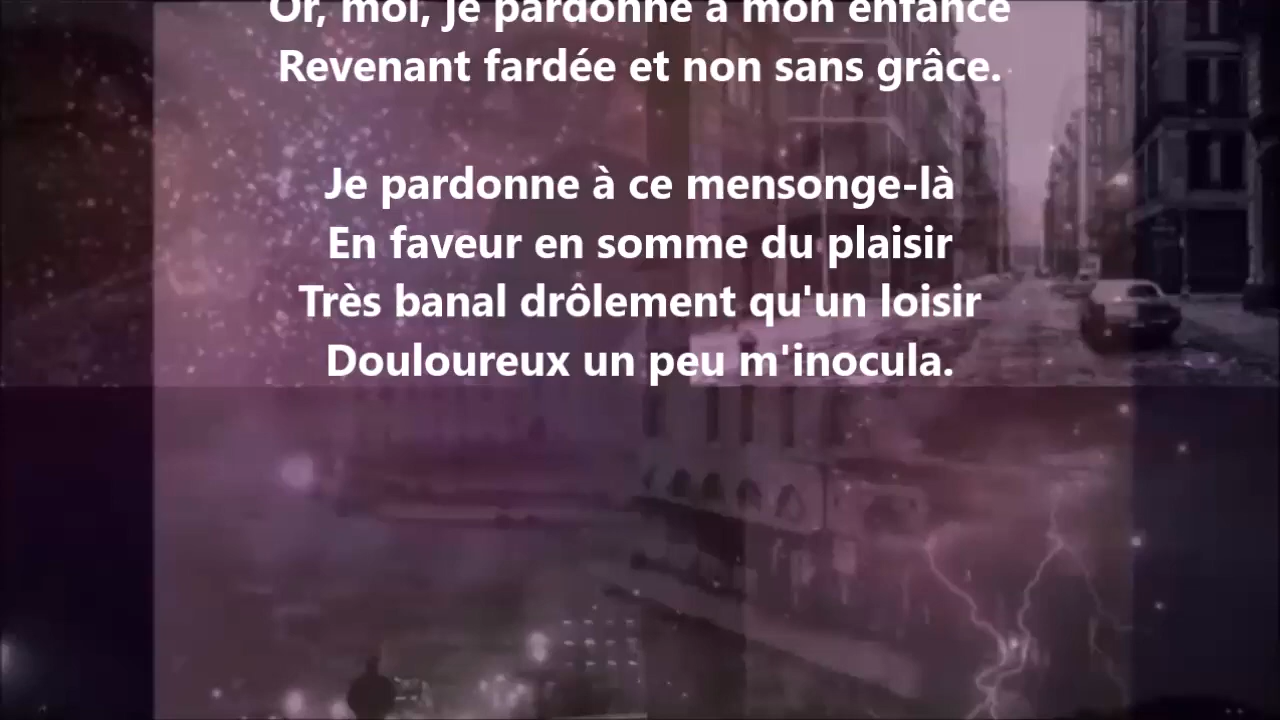 Or, moi, je pardonne à mon enfance
Revenant fardée et non sans grâce.
Je pardonne à ce mensonge-là
En faveur en somme du plaisir
Très banal drôlement qu'un loisir
Douloureux un peu m'inocula.